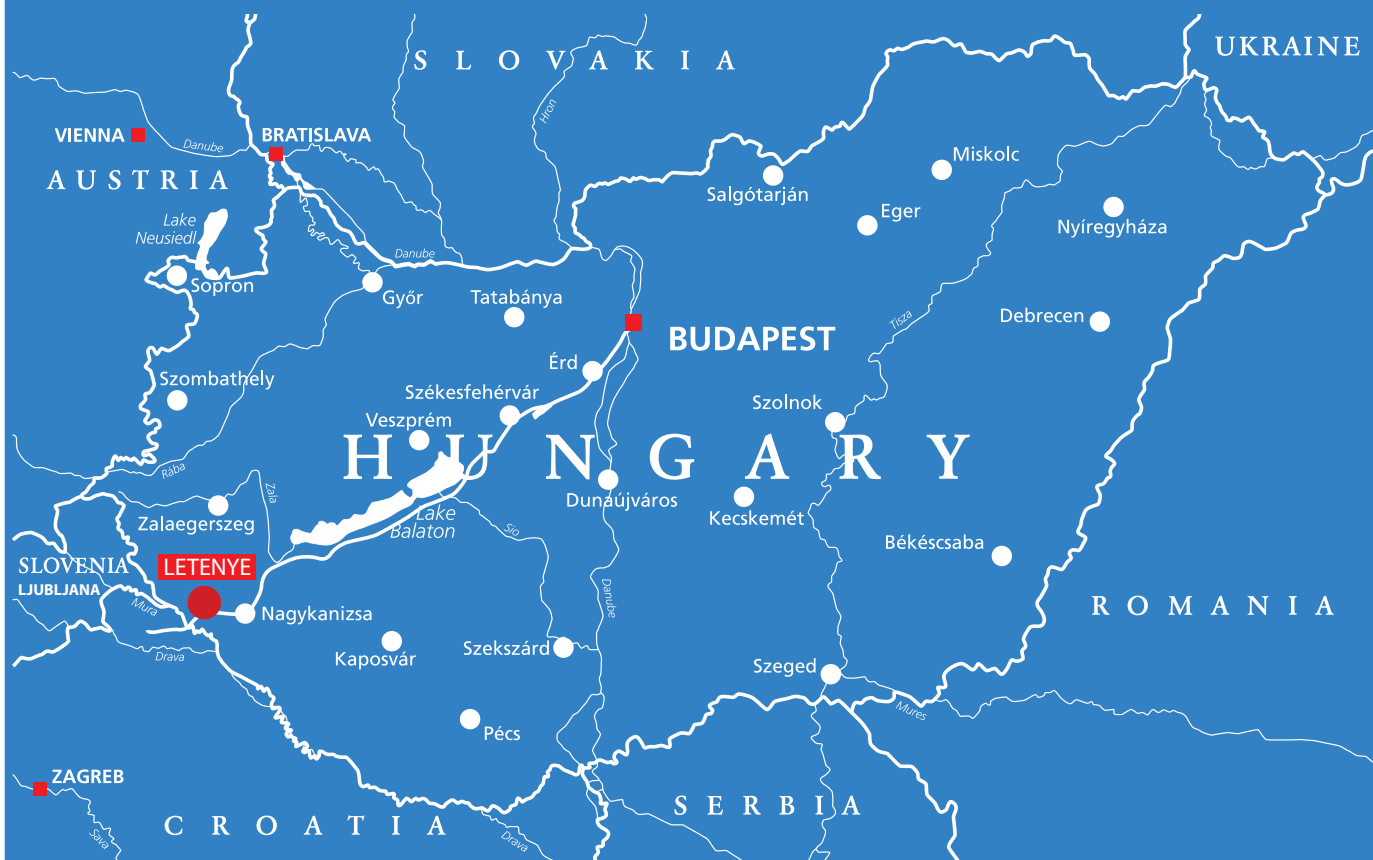 SLOVAKIA
UKRAINE
Hron
VIENNA
Danube
BRATISLAVA
AUSTRIA
Miskolc
Salgótarján
Eger
Nyíregyháza
Lake
Neusiedl
Danube
Sopron
Győr
Tatabánya
BUDAPEST
Tisza
Debrecen
Érd
Szombathely
Székesfehérvár
Veszprém
Szolnok
HUNGARY
Rába
Zala
Zalaegerszeg
Lake
Balaton
Sio
Dunaújváros
Kecskemét
Békéscsaba
SLOVENIA
LJUBLJANA
LETENYE
Mura
Nagykanizsa
Danube
ROMANIA
Drava
Kaposvár
Szekszárd
Szeged
Mures
Pécs
ZAGREB
SERBIA
CROATIA
Sava
Drava